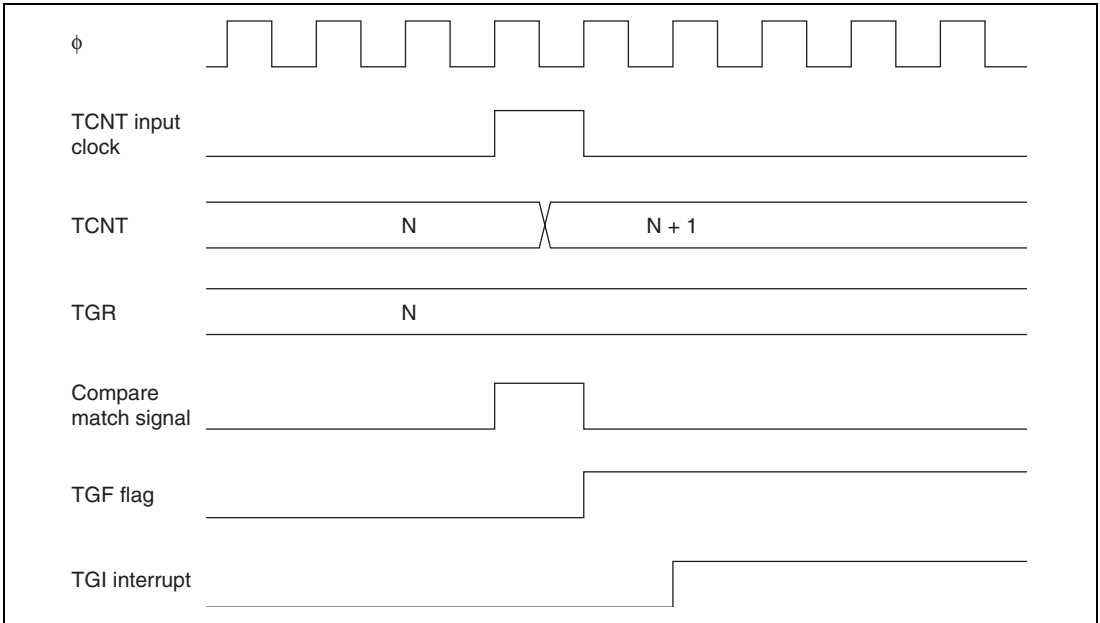 ϕ
TCNT input
clock
TCNT
N
N + 1
TGR
N
Compare
match signal
TGF flag
TGI interrupt